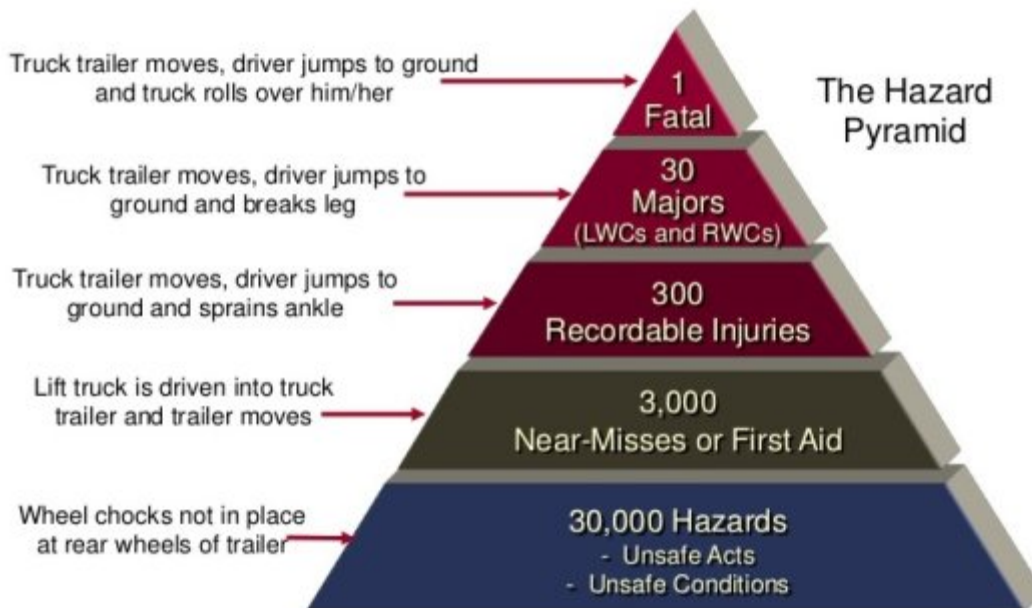 The Hazard
Pyramid
Truck trailer moves, driver jumps to ground
and truck rolls over him/her
1
Fatal
Truck trailer moves, driver jumps to
ground and breaks leg
30
Majors
(LWCs and RWCs)
Truck trailer moves, driver jumps to
ground and sprains ankle
300
Recordable Injuries
Lift truck is driven into truck
trailer and trailer moves
3,000
Near-Misses or First Aid
Wheel chocks not in place
at rear wheels of trailer
30,000 Hazards
- Unsafe Acts
- Unsafe Conditions